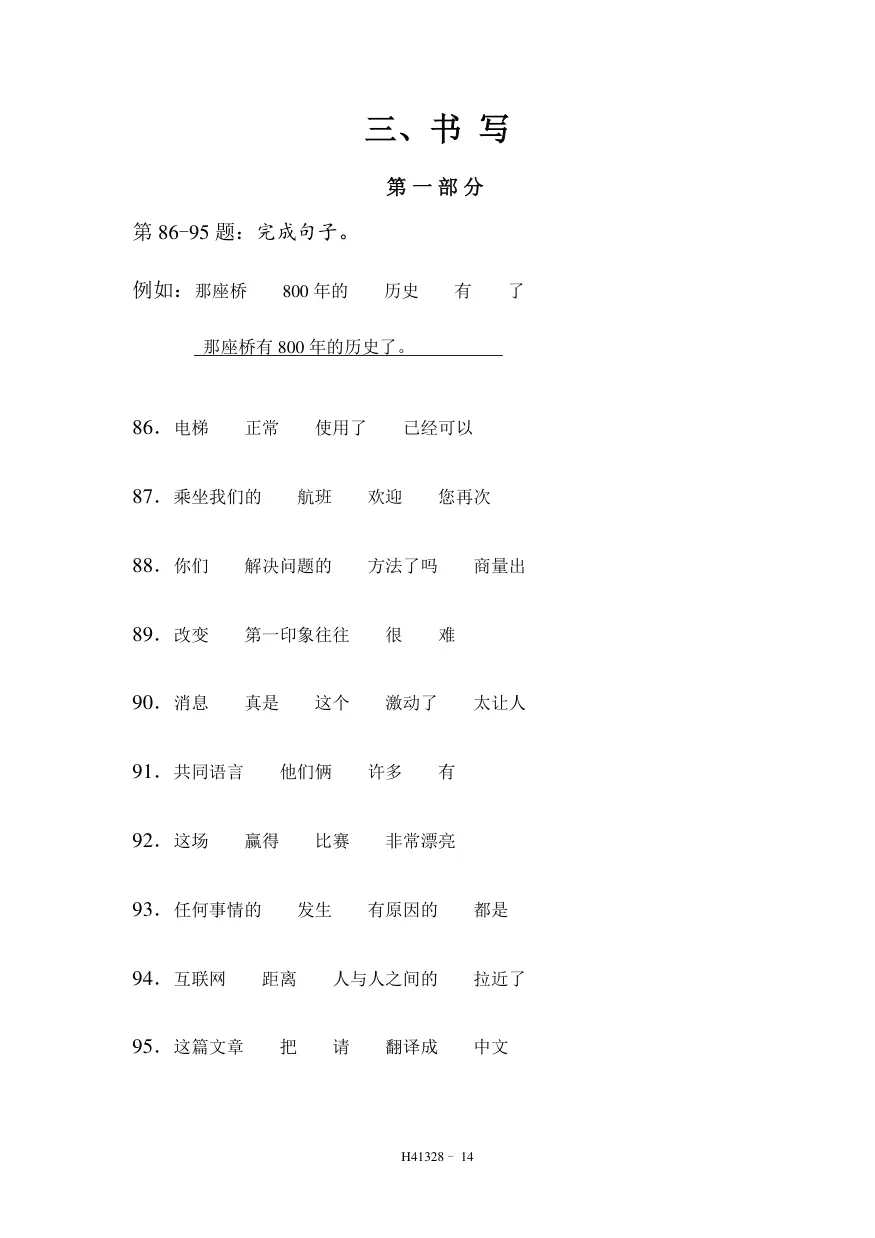 三、书 写
第 一 部 分
第 86-95 题：完成句子。
例如：那座桥 800 年的 历史 有 了
那座桥有 800 年的历史了。
86．电梯 正常 使用了 已经可以
87．乘坐我们的 航班 欢迎 您再次
88．你们 解决问题的 方法了吗 商量出
89．改变 第一印象往往 很 难
90．消息 真是 这个 激动了 太让人
91．共同语言 他们俩 许多 有
92．这场 赢得 比赛 非常漂亮
93．任何事情的 发生 有原因的 都是
94．互联网 距离 人与人之间的 拉近了
95．这篇文章 把 请 翻译成 中文
H41328－ 14